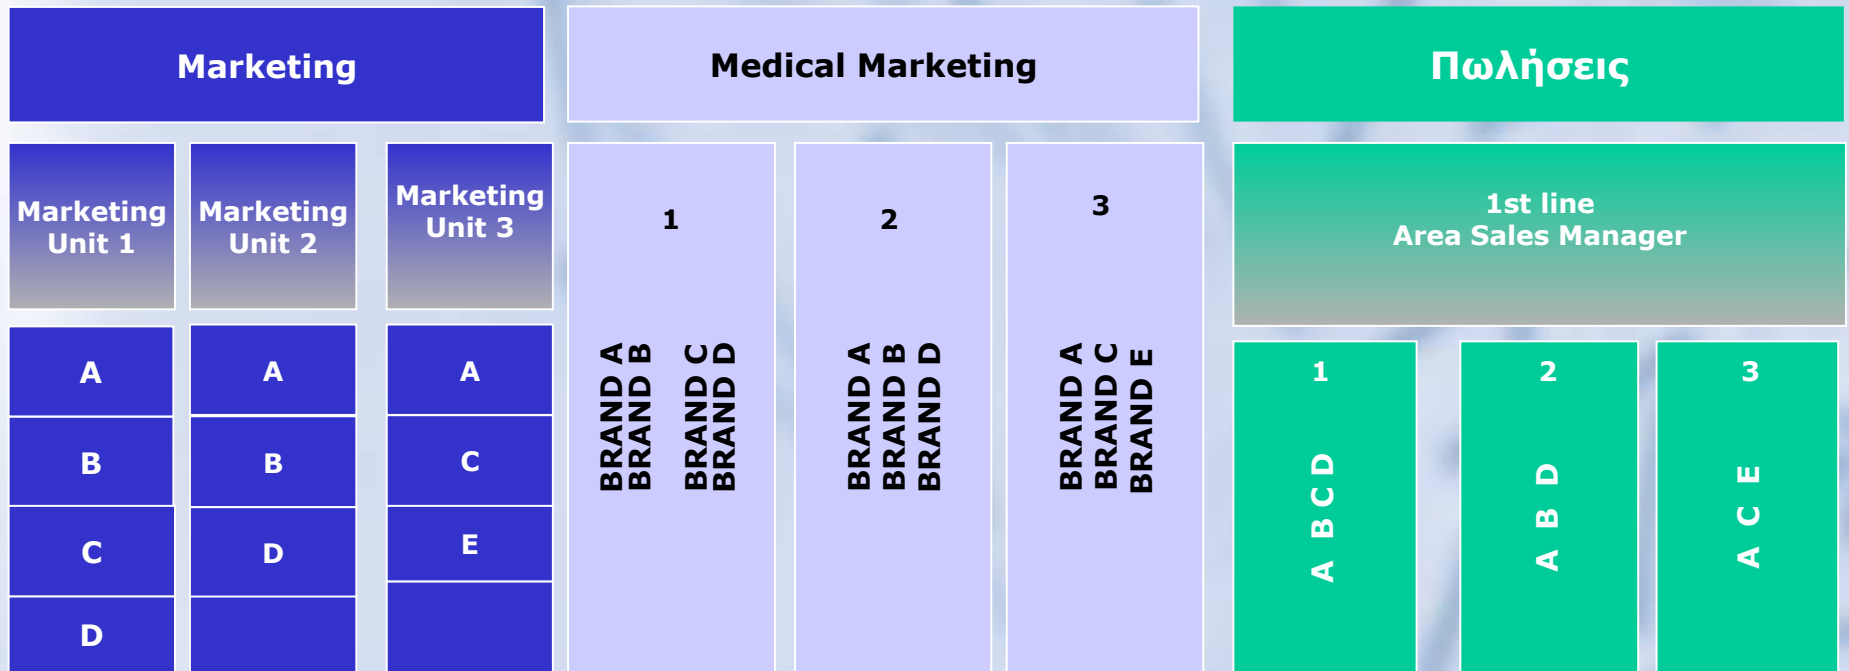 Marketing
Medical Marketing
Πωλήσεις
Marketing
Unit 1
Marketing
Unit 2
Marketing
Unit 3
1
2
3
1st line
Area Sales Manager
A
B
C
D
A
B
D
A
C
E
BRAND A
BRAND B
BRAND C
BRAND D
BRAND A
BRAND B
BRAND D
BRAND A
BRAND C
BRAND E
1
A B C D
2
A B D
3
A C E